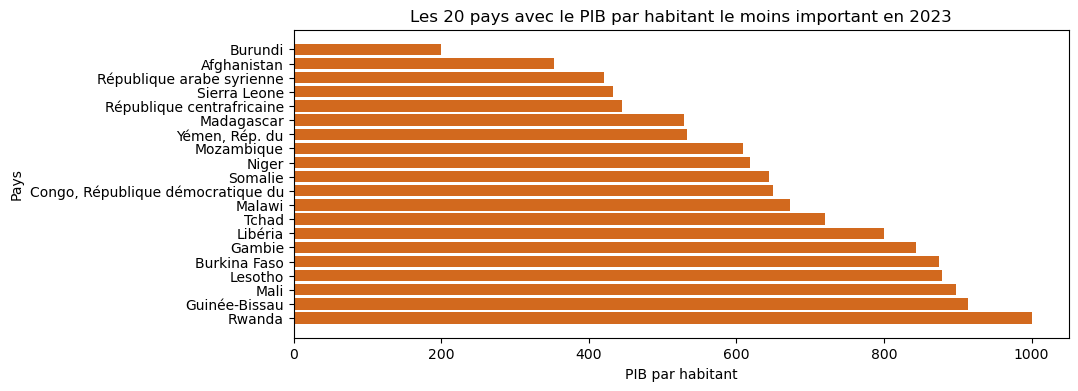 Les 20 pays avec le PIB par habitant le moins important en 2023
Pays
Burundi
Afghanistan
République arabe syrienne
Sierra Leone
République centrafricaine
Madagascar
Yémen, Rép. du
Mozambique
Niger
Somalie
Congo, République démocratique du
Malawi
Tchad
Libéria
Gambie
Burkina Faso
Lesotho
Mali
Guinée-Bissau
Rwanda
0 200 400 600 800 1000
PIB par habitant